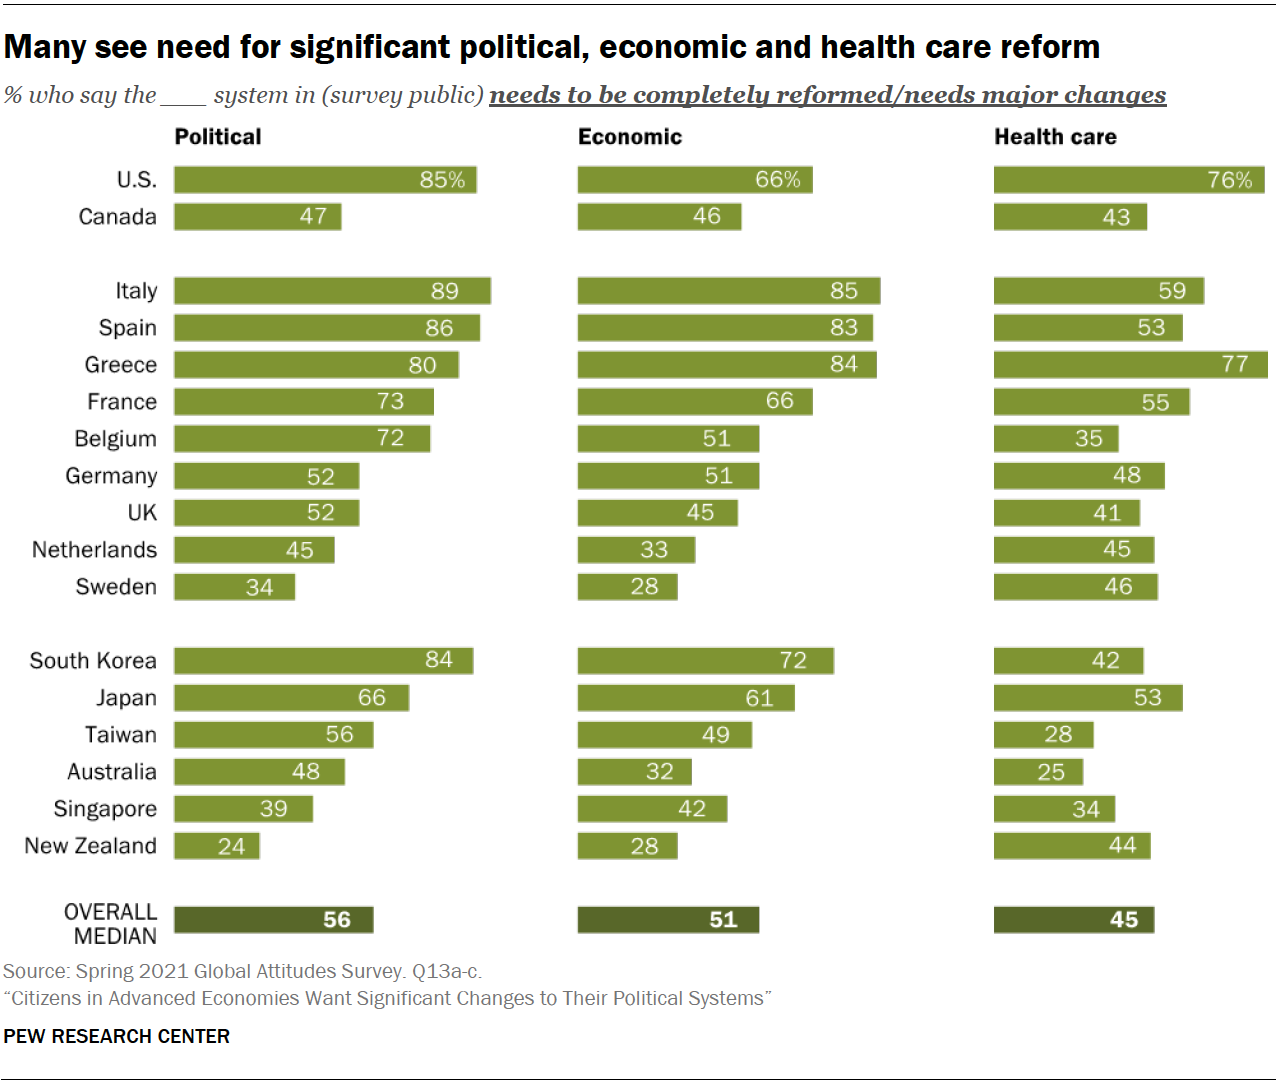 Many see need for significant political, economic and health care reform
% who say the ___ system in (survey public) needs to be completely reformed/needs major changes
Political Economic Health care
U.S. 85% 66% 76%
Canada 47 46 43
Italy 89 85 59
Spain 86 83 53
Greece 80 84 77
France 73 66 55
Belgium 72 51 35
Germany 52 51 48
UK 52 45 41
Netherlands 45 33 45
Sweden 34 28 46
South Korea 84 72 42
Japan 66 61 53
Taiwan 56 49 28
Australia 48 32 25
Singapore 39 42 34
New Zealand 24 28 44
OVERALL
MEDIAN 56 51 45
Source: Spring 2021 Global Attitudes Survey. Q13a-c.
“Citizens in Advanced Economies Want Significant Changes to Their Political Systems”
PEW RESEARCH CENTER